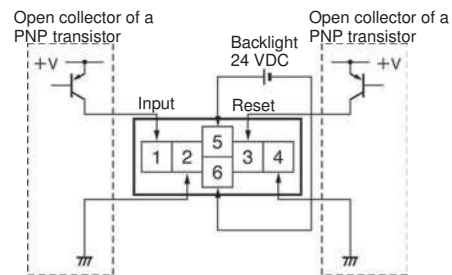 Open collector of a
PNP transistor
Open collector of a
PNP transistor
Backlight
24 VDC
+V
+V
Input
Reset
1
2
5
6
3
4